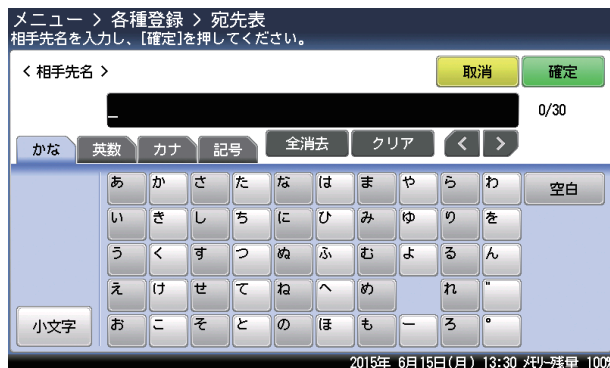 メニュー > 各種登録 > 宛先表
相手先名を入力し、[確定]を押してください。
< 相手先名 >
取消 確定
_
0/30
かな 英数 カナ 記号 全消去 クリア < >
あ か さ た な は ま や ら わ 空白
い き し ち に ひ み ゆ り を
う く す つ ぬ ふ む よ る ん
え け せ て ね へ め れ ゛
小文字 お こ そ と の ほ も ー ろ ゜
2015年 6月15日(月) 13:30 メモリー残量 100%